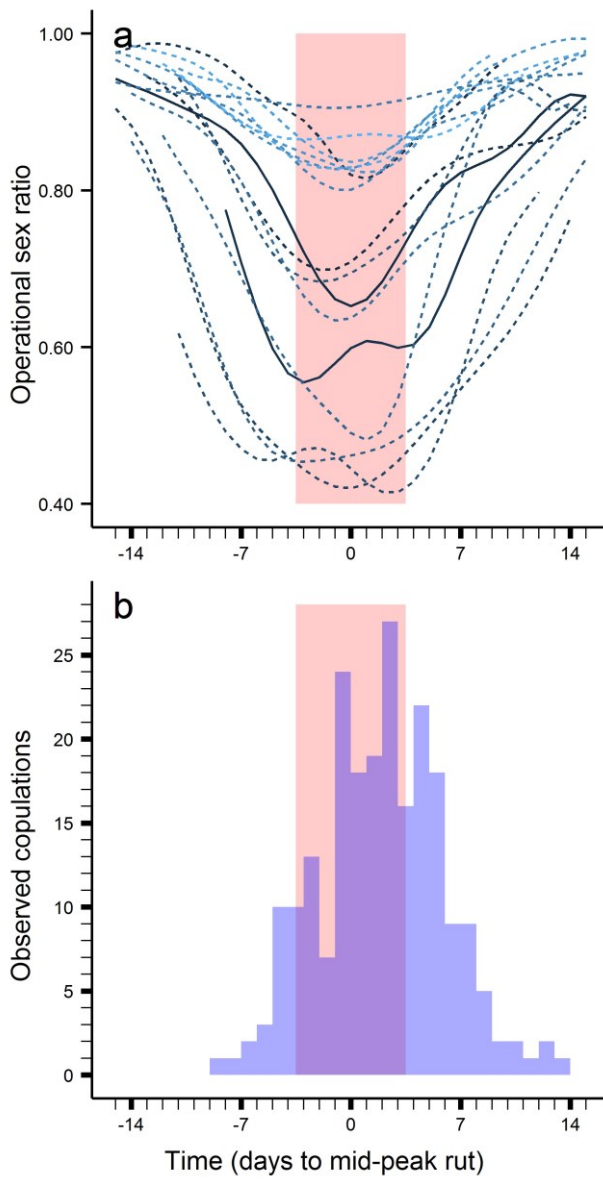 a
Operational sex ratio
1.00
0.80
0.60
0.40
-14 -7 0 7 14
b
Observed copulations
25
20
15
10
5
0
-14 -7 0 7 14
Time (days to mid-peak rut)